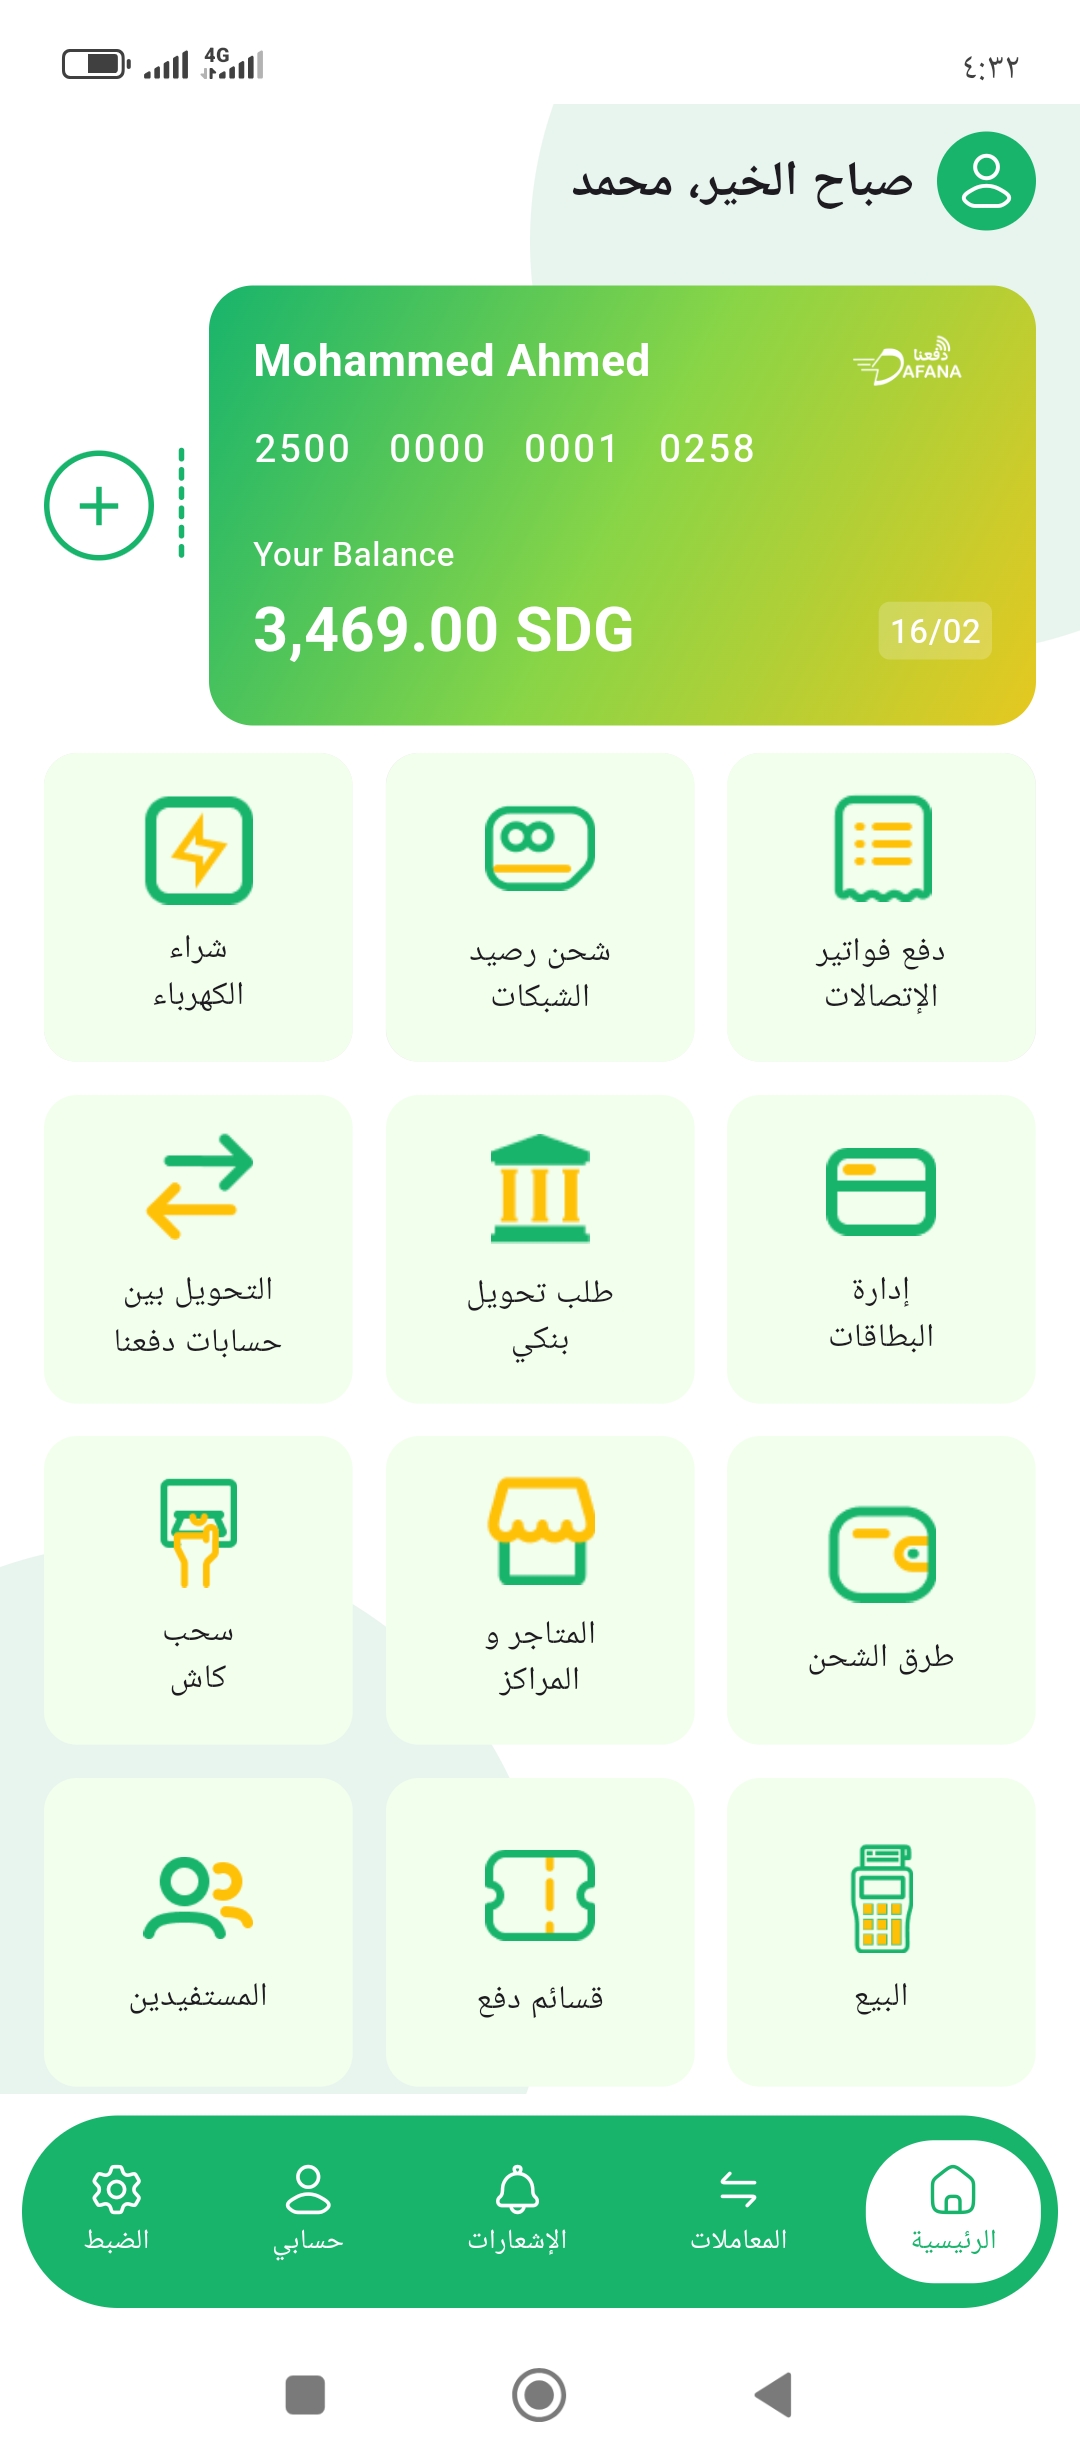 ٤:٣٢
4G
صباح الخير، محمد
Mohammed Ahmed
دفعنا
DAFANA
2500 0000 0001 0258
Your Balance
3,469.00 SDG
16/02
دفع فواتير
الإتصالات
شحن رصيد
الشبكات
شراء
الكهرباء
إدارة
البطاقات
طلب تحويل
بنكي
التحويل بين
حسابات دفعنا
طرق الشحن
المتاجر و
المراكز
سحب
كاش
البيع
قسائم دفع
المستفيدين
الرئيسية
المعاملات
الإشعارات
حسابي
الضبط